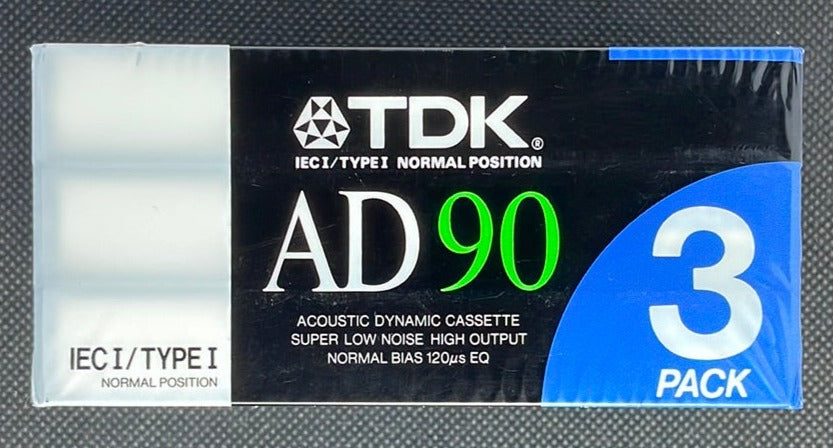 TDK®
IEC I/TYPE I NORMAL POSITION
AD 90
ACOUSTIC DYNAMIC CASSETTE
SUPER LOW NOISE HIGH OUTPUT
NORMAL BIAS 120µs EQ
IEC I/TYPE I
NORMAL POSITION
3
PACK